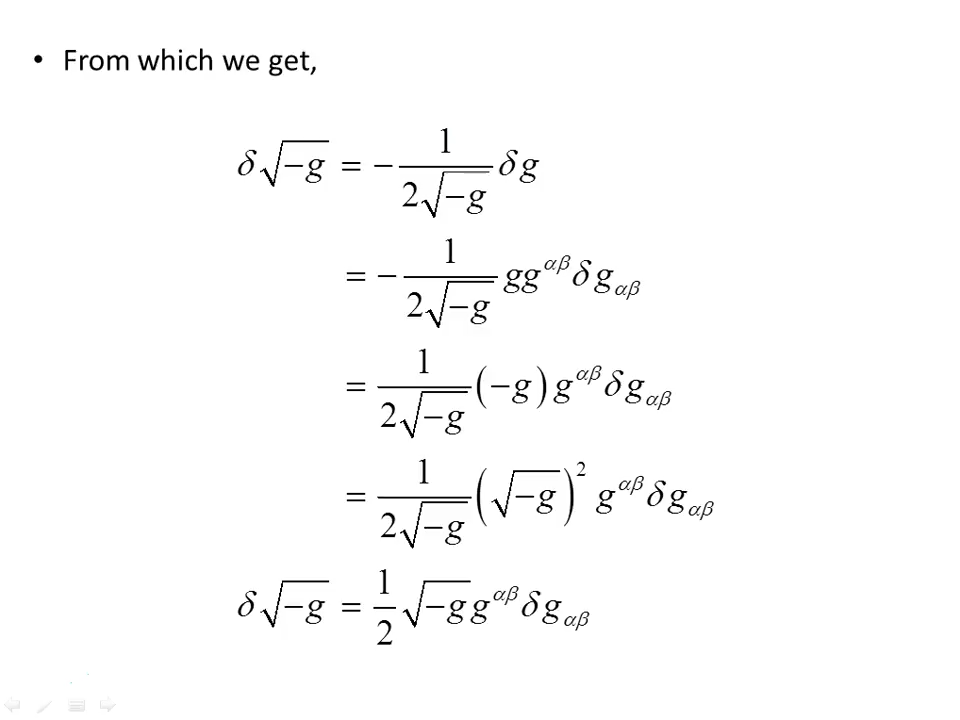 • From which we get,
δ√(−g) = − 1/(2√(−g)) δg
= − 1/(2√(−g)) gg^{αβ} δg_{αβ}
= 1/(2√(−g)) (−g) g^{αβ} δg_{αβ}
= 1/(2√(−g)) (√(−g))² g^{αβ} δg_{αβ}
δ√(−g) = 1/2 √(−g) g^{αβ} δg_{αβ}